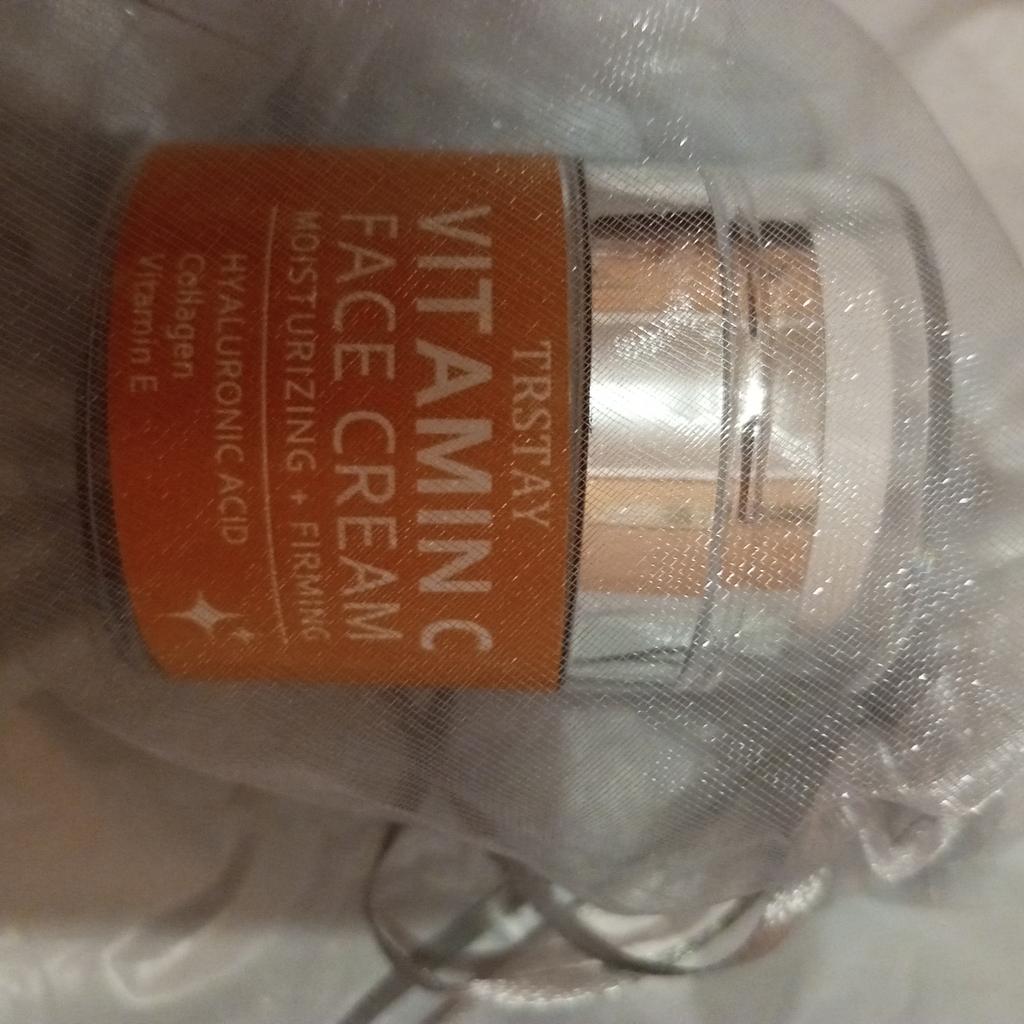 TRSTAY
VITAMIN C
FACE CREAM
MOISTURIZING + FIRMING
HYALURONIC ACID
Collagen
Vitamin E